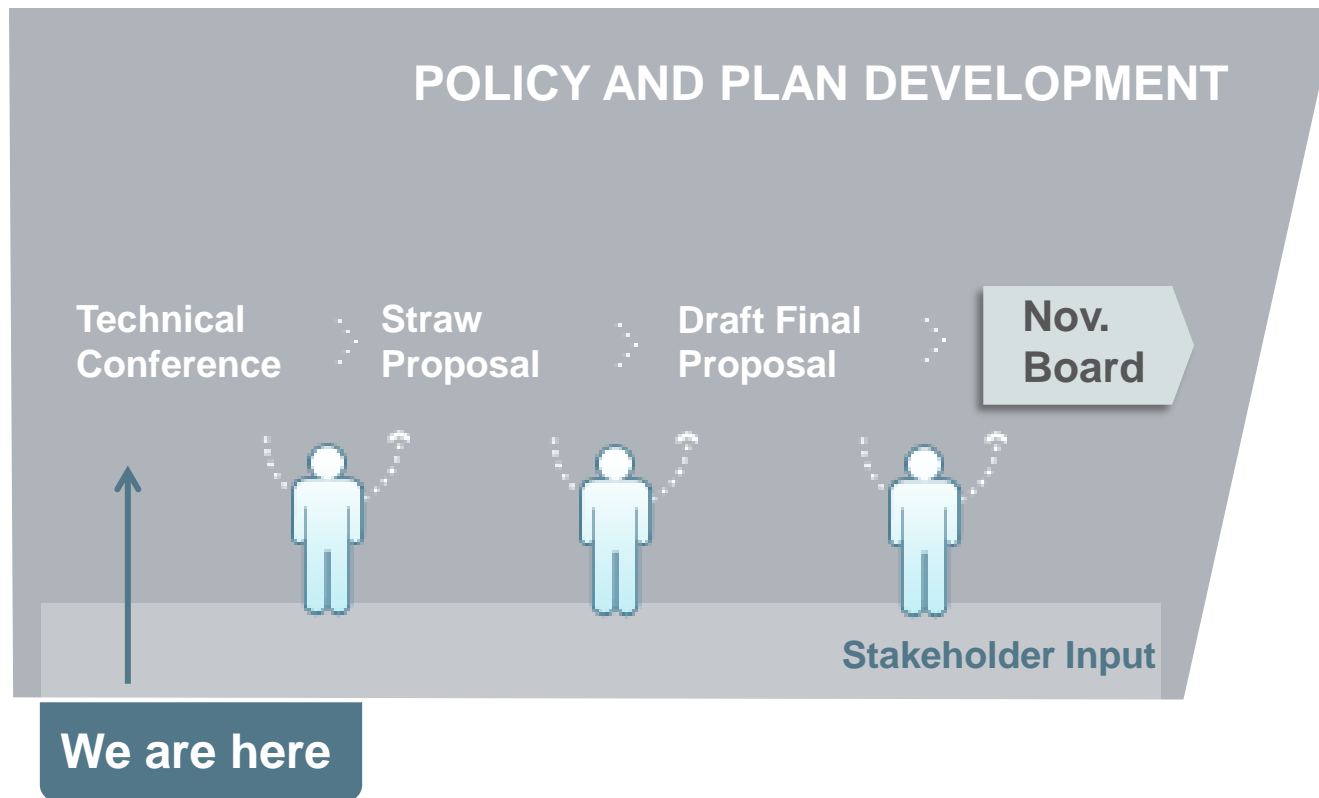 POLICY AND PLAN DEVELOPMENT
Technical
Conference
Straw
Proposal
Draft Final
Proposal
Nov.
Board
Stakeholder Input
We are here